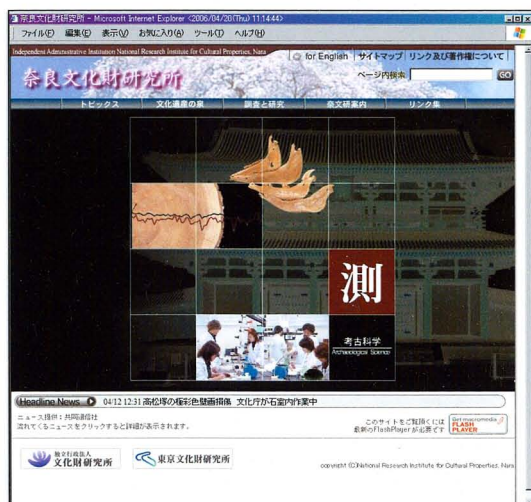 奈良文化財研究所 - Microsoft Internet Explorer <2006/04/20(Thu) 11:14:44>
ファイル(F) 編集(E) 表示(V) お気に入り(A) ツール(T) ヘルプ(H)
Independent Administrative Institution National Research Institute for Cultural Properties, Nara
for English サイトマップ リンク及び著作権について
奈良文化財研究所
ページ内検索 GO
トピックス 文化遺産の泉 調査と研究 奈文研案内 リンク集
測
考古科学
Archaeological Science
Headline News 04/12 12:31 高松塚の極彩色壁画損傷 文化庁が石室内作業中
ニュース提供：共同通信社
流れてくるニュースをクリックすると詳細が表示されます。
このサイトをご覧頂くには
最新のFlashPlayerが必要です
Get macromedia
FLASH
PLAYER
独立行政法人
文化財研究所
東京文化財研究所
copyright (C)National Research Institute for Cultural Properties, Nara